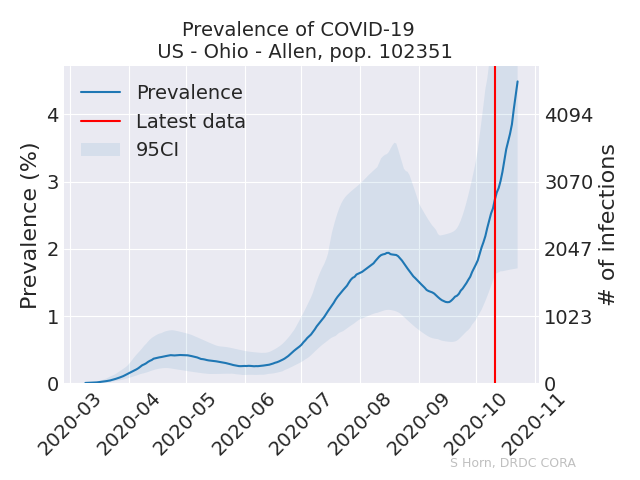 Prevalence of COVID-19
US - Ohio - Allen, pop. 102351
Prevalence
Latest data
95CI
Prevalence (%)
4
3
2
1
0
4094
3070
2047
1023
0
# of infections
2020-03
2020-04
2020-05
2020-06
2020-07
2020-08
2020-09
2020-10
2020-11
S Horn, DRDC CORA